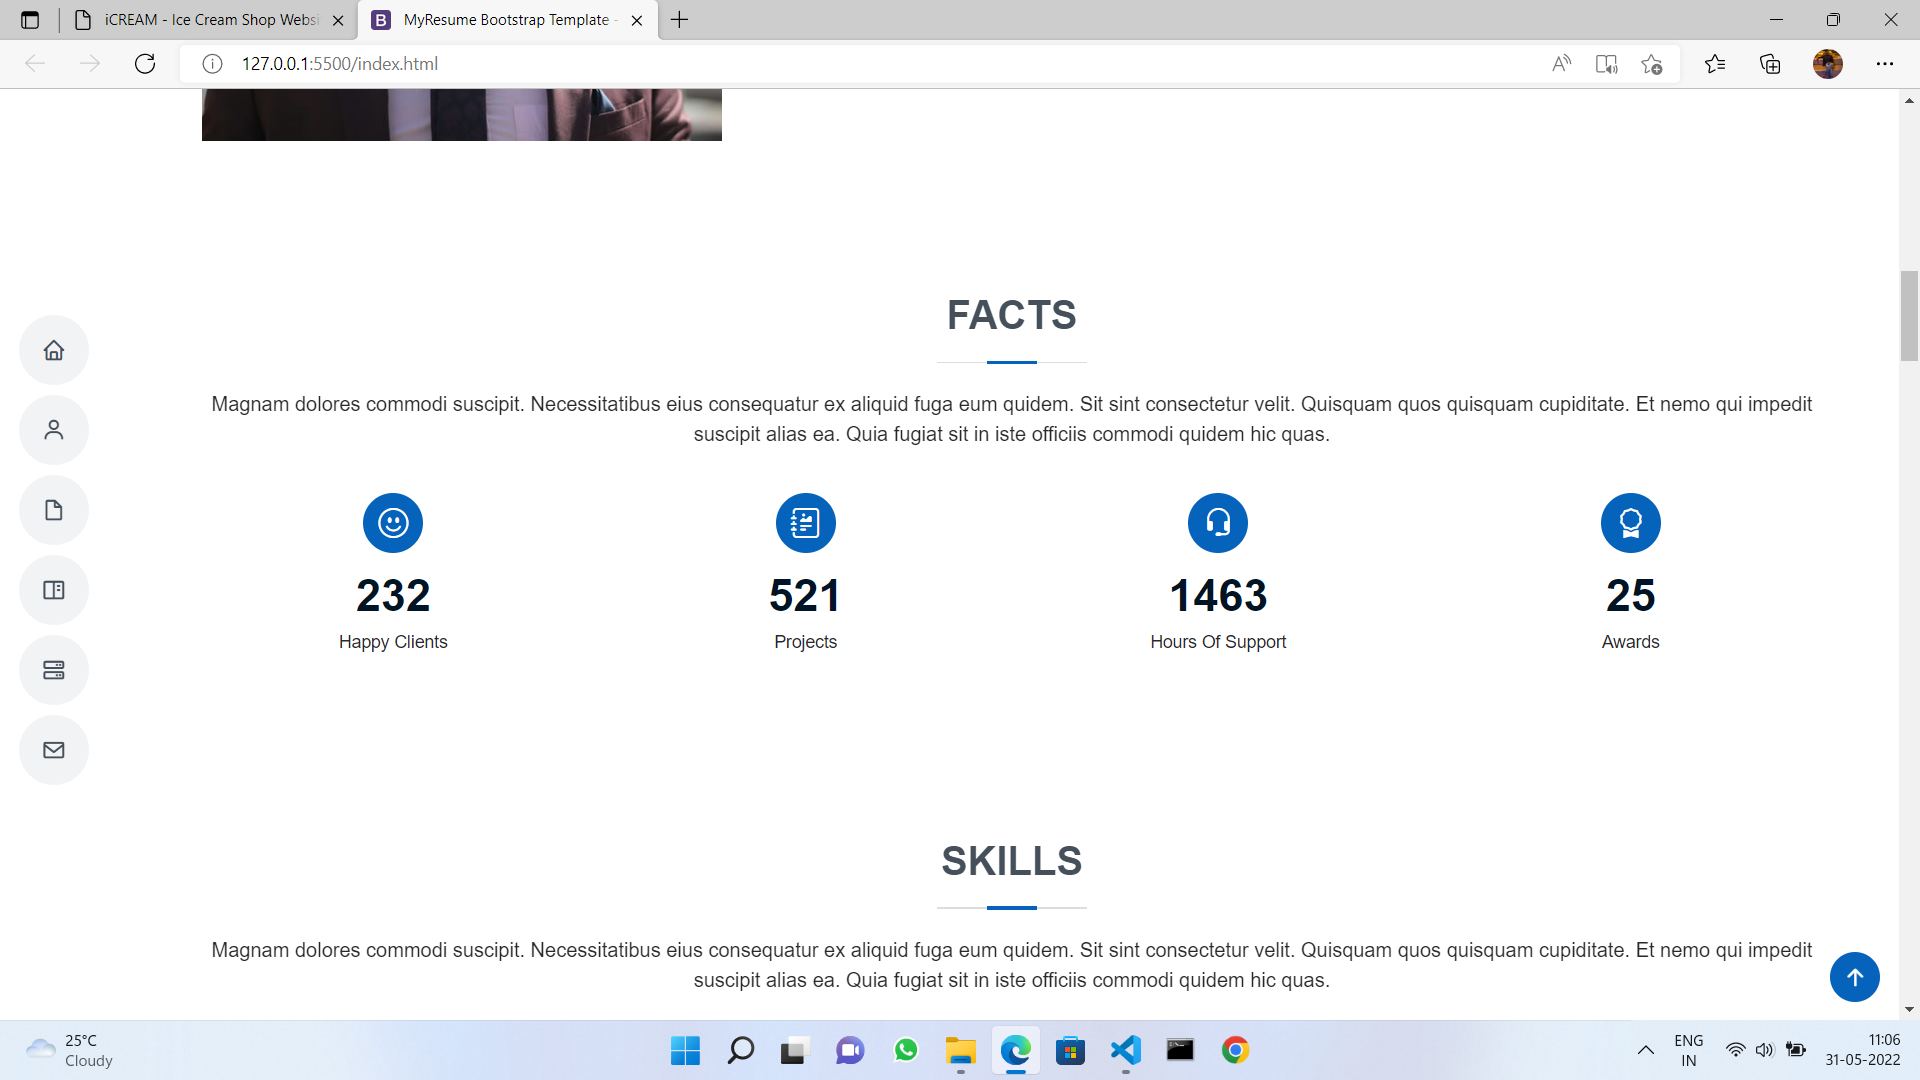 iCREAM - Ice Cream Shop Websi
MyResume Bootstrap Template -
127.0.0.1:5500/index.html
FACTS
Magnam dolores commodi suscipit. Necessitatibus eius consequatur ex aliquid fuga eum quidem. Sit sint consectetur velit. Quisquam quos quisquam cupiditate. Et nemo qui impedit
suscipit alias ea. Quia fugiat sit in iste officiis commodi quidem hic quas.
232
Happy Clients
521
Projects
1463
Hours Of Support
25
Awards
SKILLS
Magnam dolores commodi suscipit. Necessitatibus eius consequatur ex aliquid fuga eum quidem. Sit sint consectetur velit. Quisquam quos quisquam cupiditate. Et nemo qui impedit
suscipit alias ea. Quia fugiat sit in iste officiis commodi quidem hic quas.
25°C
Cloudy
ENG
IN
11:06
31-05-2022